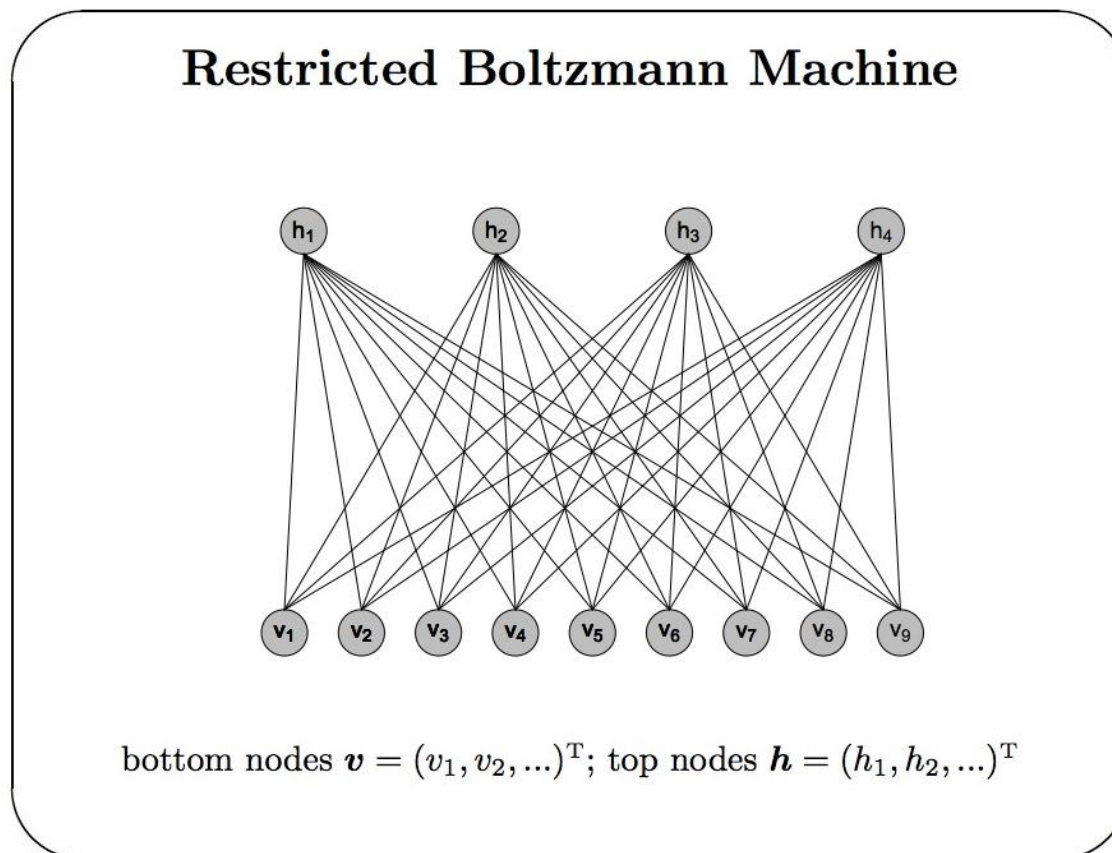 Restricted Boltzmann Machine
h₁ h₂ h₃ h₄
v₁ v₂ v₃ v₄ v₅ v₆ v₇ v₈ v₉
bottom nodes v = (v₁, v₂, ...)ᵀ; top nodes h = (h₁, h₂, ...)ᵀ